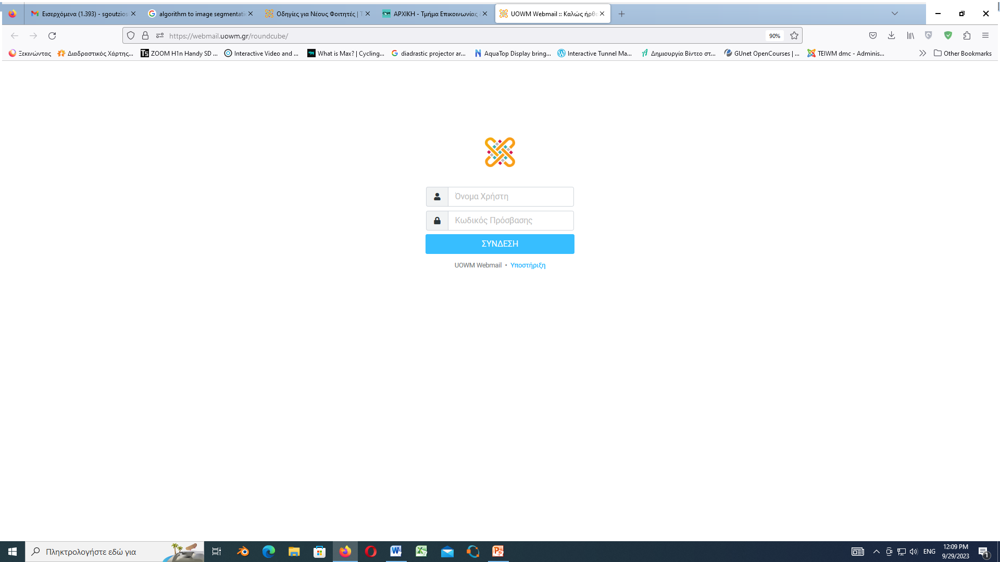 Εισερχόμενα (1.393) - sgoutzios
algorithm to image segmentati
Οδηγίες για Νέους Φοιτητές | Τ
ΑΡΧΙΚΗ - Τμήμα Επικοινωνίας
UOWM Webmail :: Καλώς ήρθα
https://webmail.uowm.gr/roundcube/
90%
Ξεκινώντας
Διαδραστικός Χάρτης...
ZOOM H1n Handy SD ...
Interactive Video and ...
What is Max? | Cycling...
diadrastic projector ar...
AquaTop Display bring...
Interactive Tunnel Ma...
Δημιουργία Βίντεο στ...
GUnet OpenCourses | ...
TEIWM dmc - Adminis...
Other Bookmarks
Όνομα Χρήστη
Κωδικός Πρόσβασης
ΣΥΝΔΕΣΗ
UOWM Webmail • Υποστήριξη
Πληκτρολογήστε εδώ για
ENG
12:09 PM
9/29/2023
1